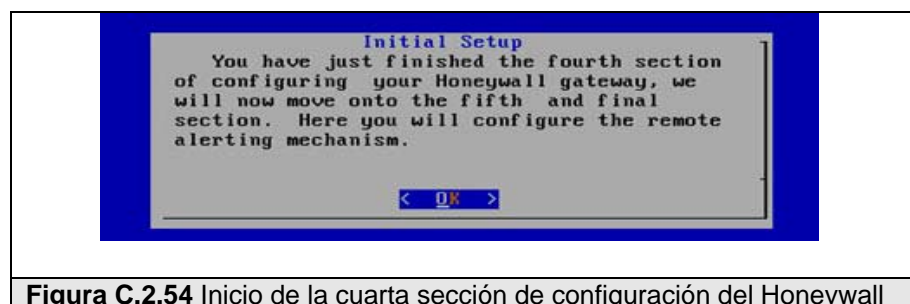 Initial Setup
You have just finished the fourth section
of configuring your Honeywall gateway, we
will now move onto the fifth and final
section. Here you will configure the remote
alerting mechanism.
< OK >
Figura C.2.54 Inicio de la cuarta sección de configuración del Honeywall